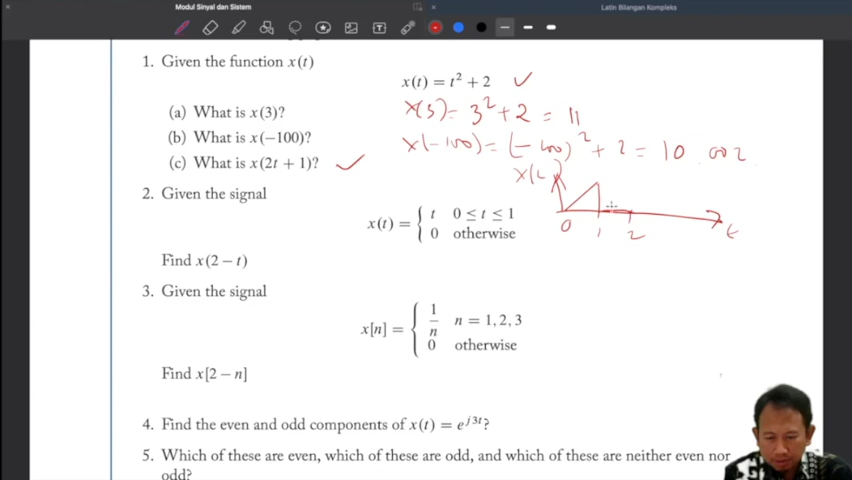 Modul Sinyal dan Sistem
Latin Bilangan Kompleks
1. Given the function x(t)
x(t) = t² + 2 ✓
x(3) = 3² + 2 = 11
(a) What is x(3)?
x(-100) = (-100)² + 2 = 10 002
(b) What is x(−100)?
(c) What is x(2t + 1)? ✓
x(t)
2. Given the signal
x(t) = { t 0 ≤ t ≤ 1
0 otherwise
0 1 2 t
Find x(2 − t)
3. Given the signal
x[n] = { 1/n n = 1, 2, 3
0 otherwise
Find x[2 − n]
4. Find the even and odd components of x(t) = e^{j3t}?
5. Which of these are even, which of these are odd, and which of these are neither even nor
odd?